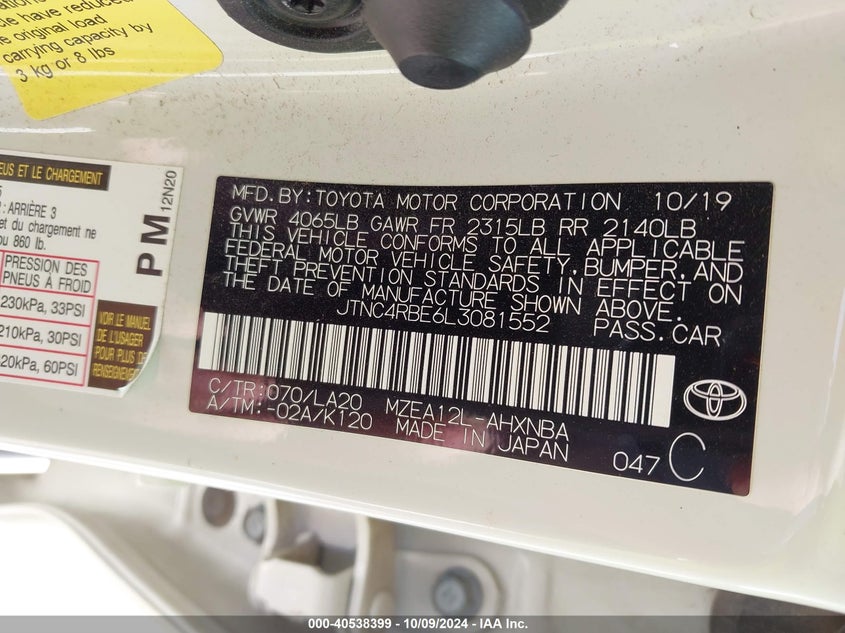 ations
le have reduced
e original load
carrying capacity by
3 kg or 8 lbs
EUS ET LE CHARGEMENT
: ARRIÈRE 3
et du chargement ne
ou 860 lb.
PRESSION DES
PNEUS À FROID
230kPa, 33PSI
210kPa, 30PSI
20kPa, 60PSI
VOIR LE MANUEL
DE L'USAGER
POUR PLUS DE
RENSEIGNEMENTS
PM
12N20
MFD.BY:TOYOTA MOTOR CORPORATION 10/19
GVWR 4065LB GAWR FR 2315LB RR 2140LB
THIS VEHICLE CONFORMS TO ALL APPLICABLE
FEDERAL MOTOR VEHICLE SAFETY,BUMPER,AND
THEFT PREVENTION STANDARDS IN EFFECT ON
THE DATE OF MANUFACTURE SHOWN ABOVE.
JTNC4RBE6L3081552 PASS.CAR
C/TR:070/LA20 MZEA12L-AHXNBA
A/TM:-02A/K120 MADE IN JAPAN
047 C
000-40538399 - 10/09/2024 - IAA Inc.